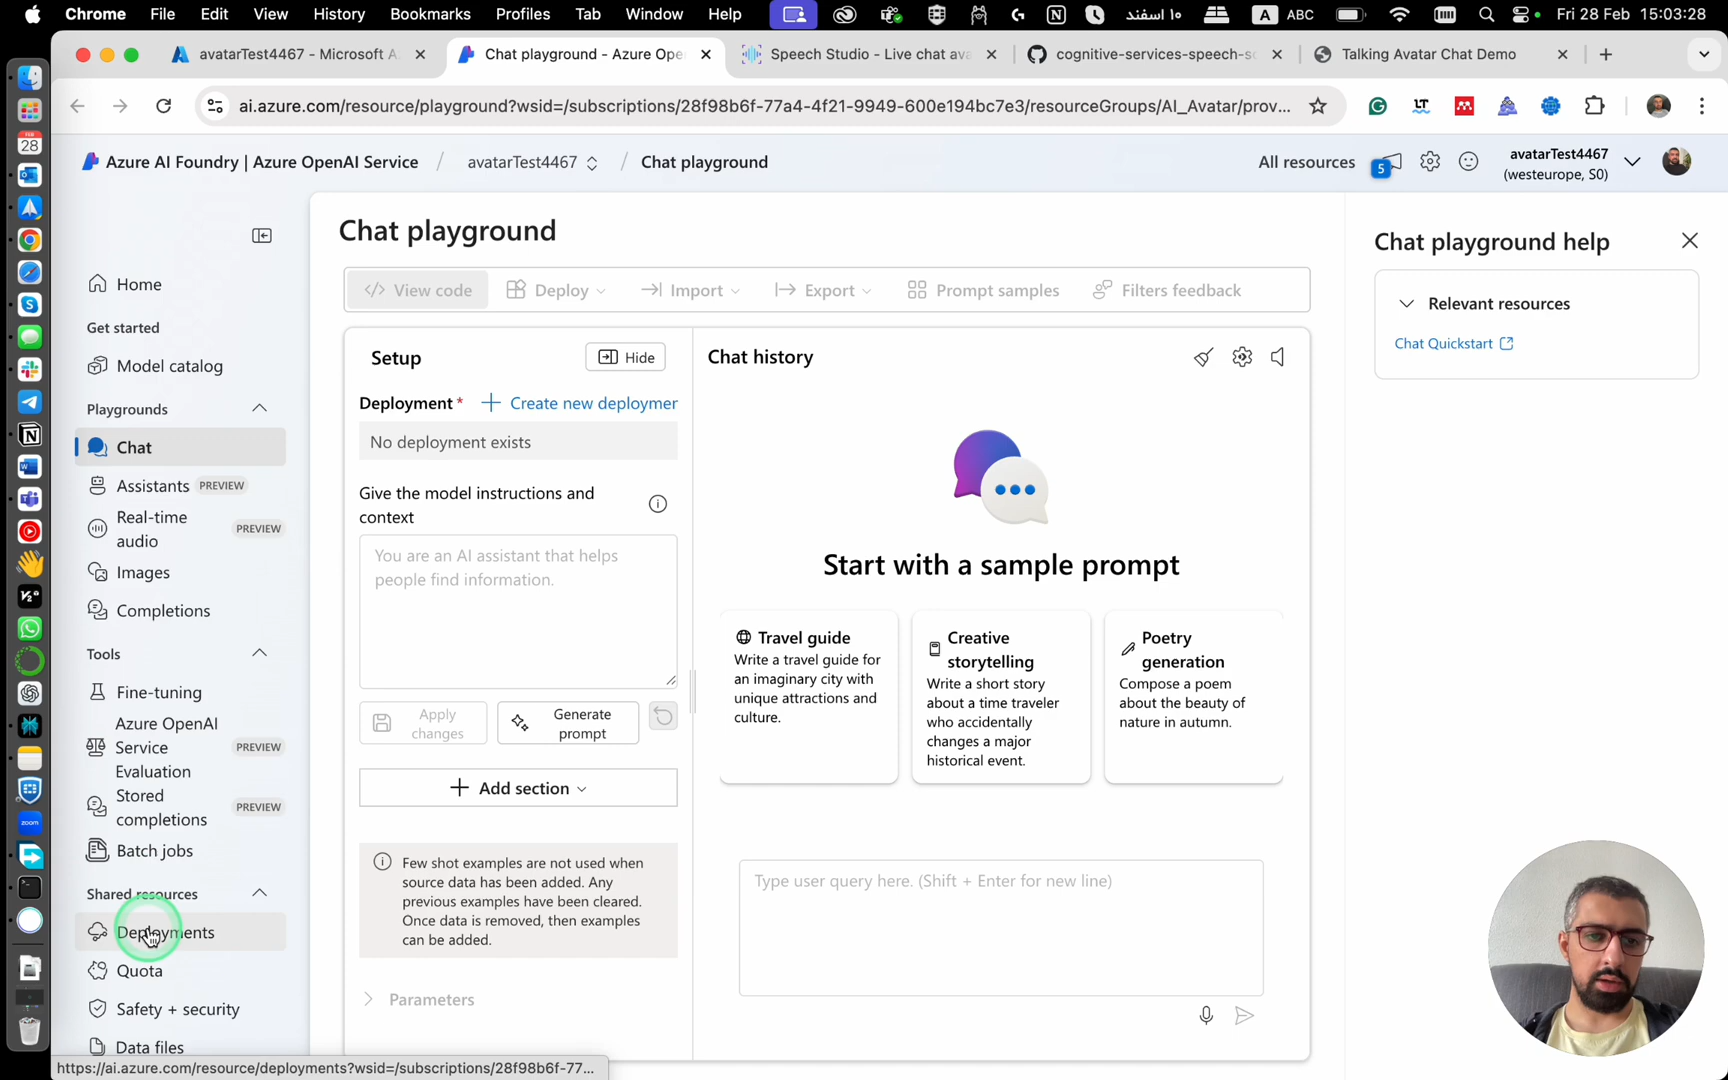 Chrome File Edit View History Bookmarks Profiles Tab Window Help ۱۰ اسفند A ABC Fri 28 Feb 15:03:28
avatarTest4467 - Microsoft A Chat playground - Azure Ope Speech Studio - Live chat ava cognitive-services-speech-sc Talking Avatar Chat Demo
ai.azure.com/resource/playground?wsid=/subscriptions/28f98b6f-77a4-4f21-9949-600e194bc7e3/resourceGroups/AI_Avatar/prov...
Azure AI Foundry | Azure OpenAI Service / avatarTest4467 / Chat playground
All resources 5 avatarTest4467
(westeurope, S0)
Home
Get started
Model catalog
Playgrounds
Chat
Assistants PREVIEW
Real-time
audio PREVIEW
Images
Completions
Tools
Fine-tuning
Azure OpenAI
Service PREVIEW
Evaluation
Stored
completions PREVIEW
Batch jobs
Shared resources
Deployments
Quota
Safety + security
Data files
Chat playground
View code Deploy Import Export Prompt samples Filters feedback
Setup Hide
Deployment * Create new deploymer
No deployment exists
Give the model instructions and
context
You are an AI assistant that helps
people find information.
Apply
changes
Generate
prompt
Add section
Few shot examples are not used when
source data has been added. Any
previous examples have been cleared.
Once data is removed, then examples
can be added.
Parameters
Chat history
Start with a sample prompt
Travel guide
Write a travel guide for
an imaginary city with
unique attractions and
culture.
Creative
storytelling
Write a short story
about a time traveler
who accidentally
changes a major
historical event.
Poetry
generation
Compose a poem
about the beauty of
nature in autumn.
Type user query here. (Shift + Enter for new line)
Chat playground help
Relevant resources
Chat Quickstart
https://ai.azure.com/resource/deployments?wsid=/subscriptions/28f98b6f-77...
FEB
28
zoom